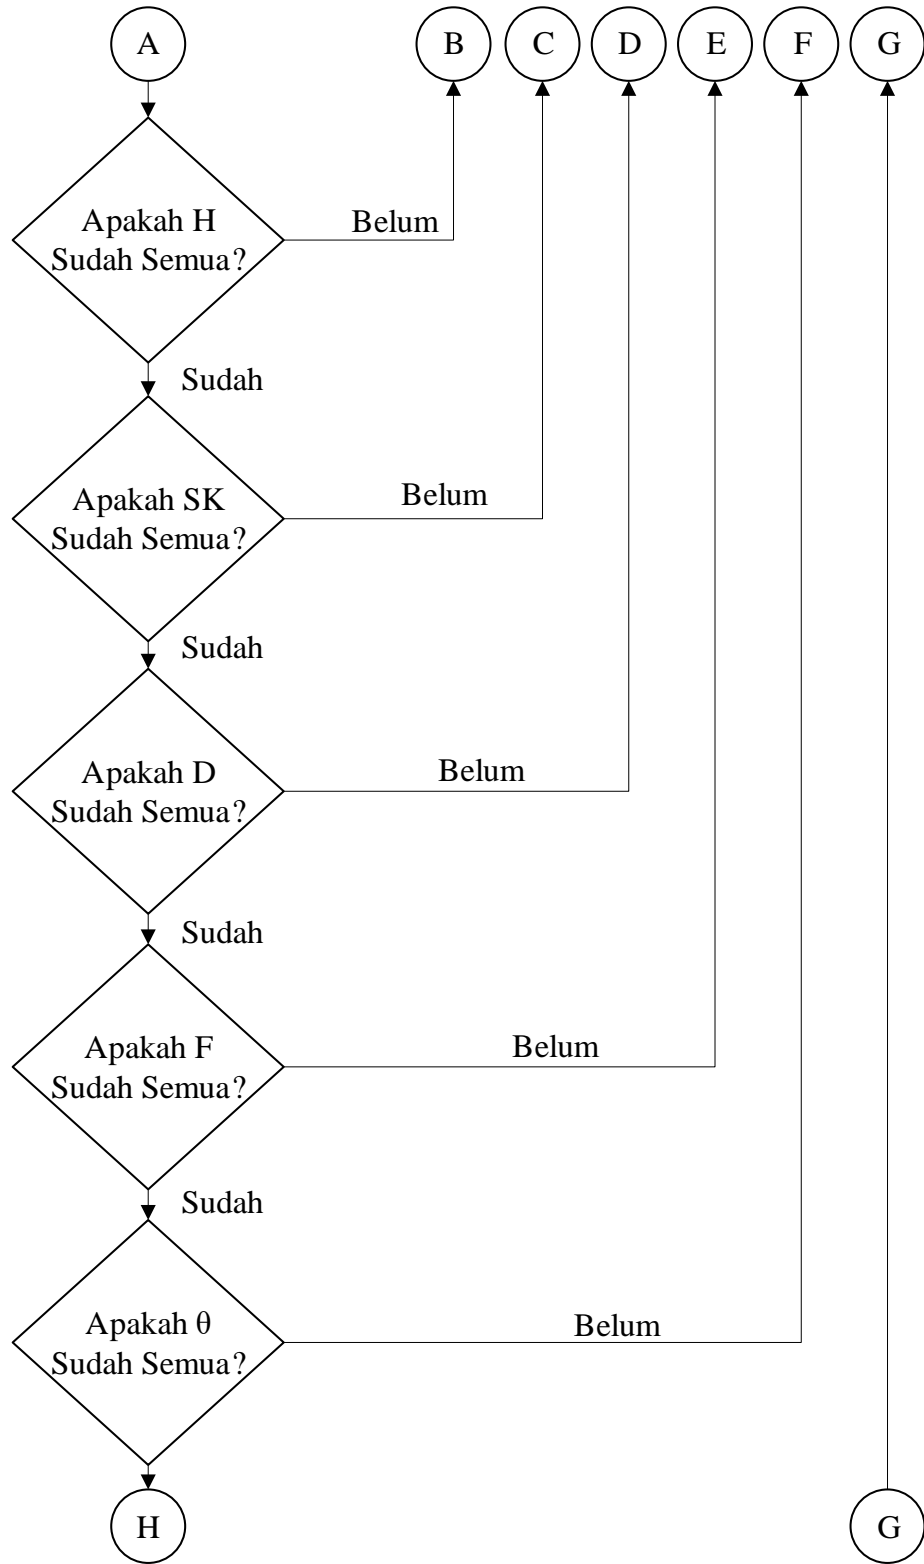 A
B
C
D
E
F
G
Apakah H
Sudah Semua?
Belum
Sudah
Apakah SK
Sudah Semua?
Belum
Sudah
Apakah D
Sudah Semua?
Belum
Sudah
Apakah F
Sudah Semua?
Belum
Sudah
Apakah θ
Sudah Semua?
Belum
H
G